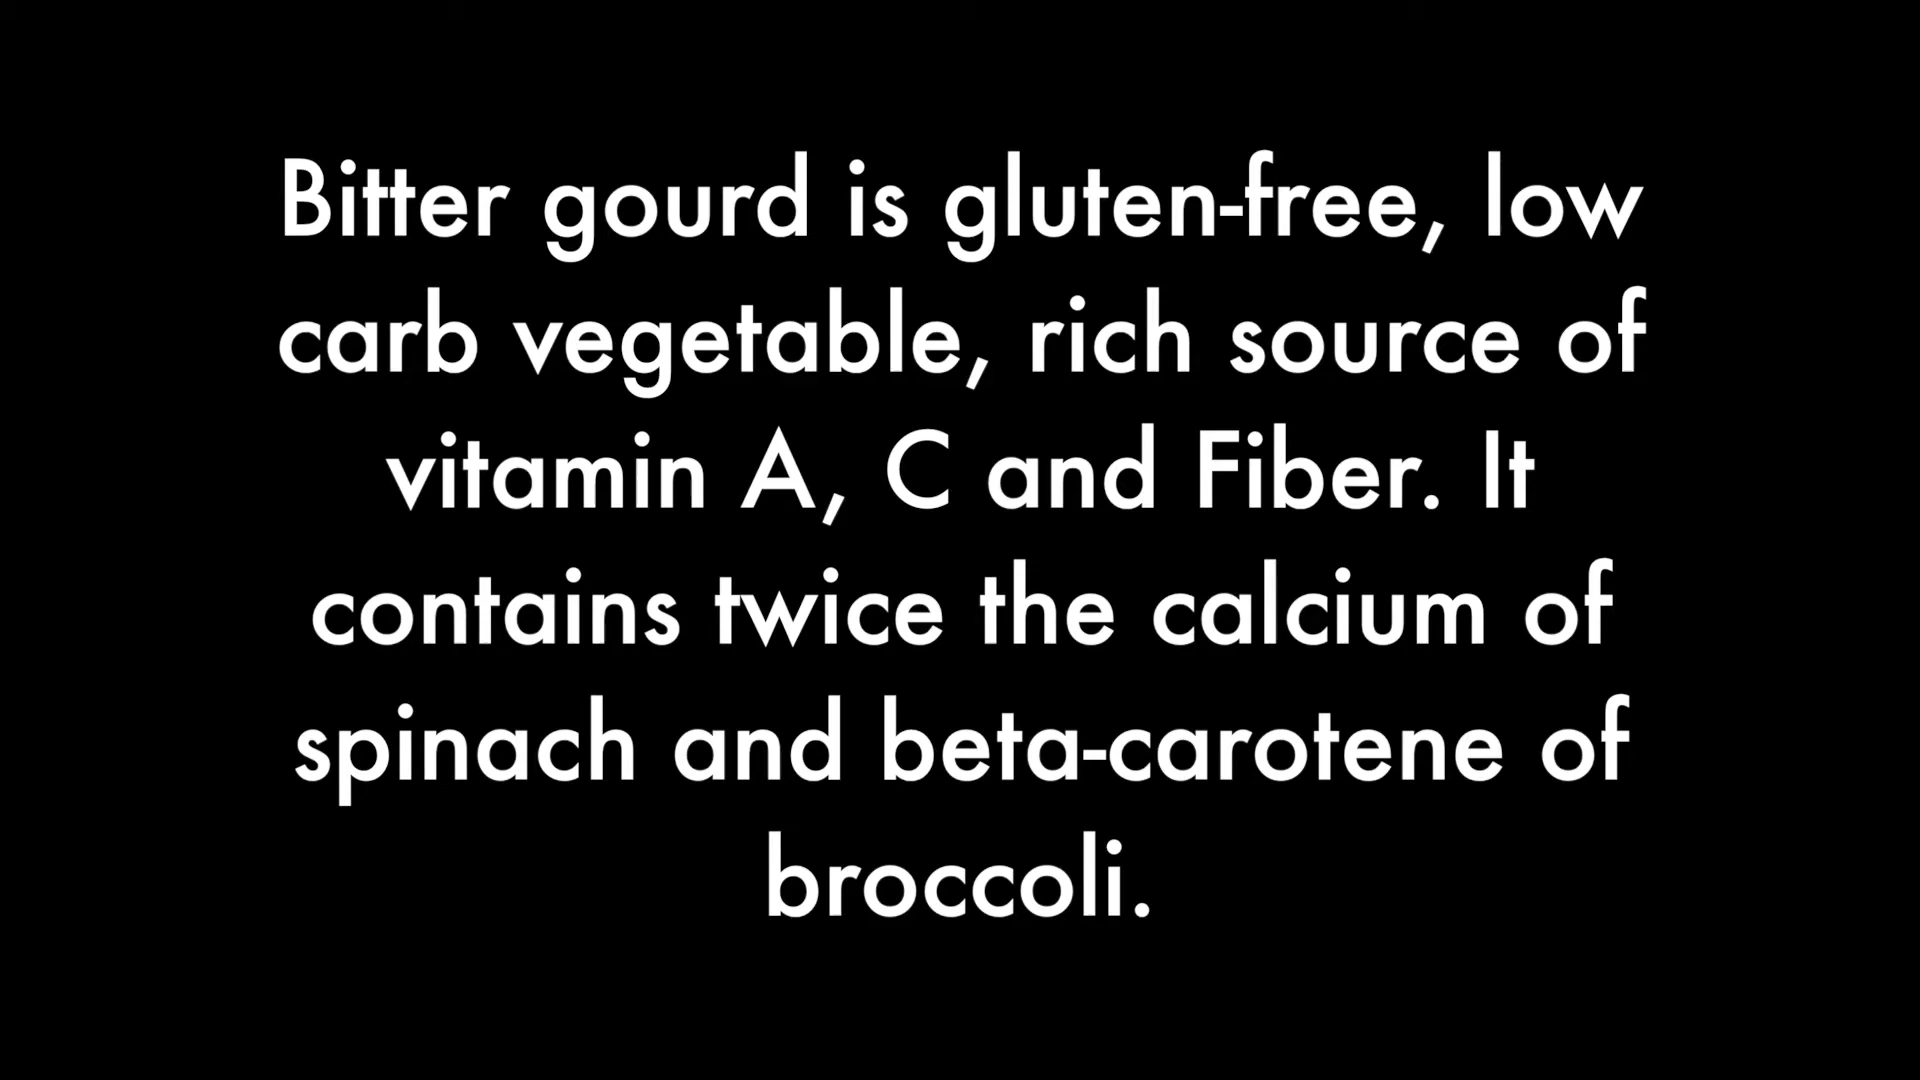 Bitter gourd is gluten-free, low
carb vegetable, rich source of
vitamin A, C and Fiber. It
contains twice the calcium of
spinach and beta-carotene of
broccoli.